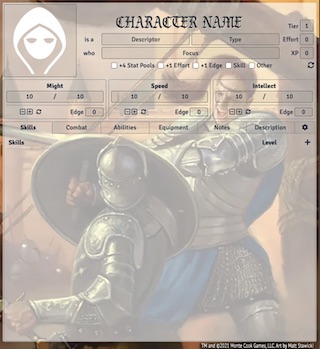 CHARACTER NAME
Tier 1
is a Descriptor Type Effort 0
who Focus XP 0
+4 Stat Pools +1 Effort +1 Edge Skill Other
Might Speed Intellect
10 / 10 10 / 10 10 / 10
Edge 0 Edge 0 Edge 0
Skills Combat Abilities Equipment Notes Description
Skills Level +
TM and ©2021 Monte Cook Games, LLC. Art by Matt Stawicki